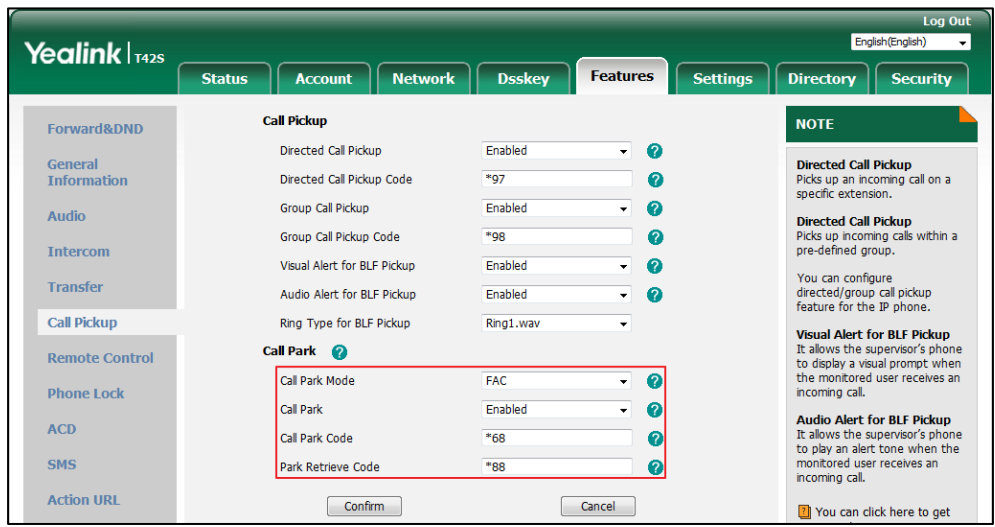 Log Out
English(English)
Yealink | T42S
Status Account Network Dsskey Features Settings Directory Security
Forward&DND
General
Information
Audio
Intercom
Transfer
Call Pickup
Remote Control
Phone Lock
ACD
SMS
Action URL
Call Pickup
Directed Call Pickup Enabled ?
Directed Call Pickup Code *97 ?
Group Call Pickup Enabled ?
Group Call Pickup Code *98 ?
Visual Alert for BLF Pickup Enabled ?
Audio Alert for BLF Pickup Enabled ?
Ring Type for BLF Pickup Ring1.wav
Call Park ?
Call Park Mode FAC ?
Call Park Enabled ?
Call Park Code *68 ?
Park Retrieve Code *88 ?
Confirm Cancel
NOTE
Directed Call Pickup
Picks up an incoming call on a
specific extension.
Directed Call Pickup
Picks up incoming calls within a
pre-defined group.
You can configure
directed/group call pickup
feature for the IP phone.
Visual Alert for BLF Pickup
It allows the supervisor's phone
to display a visual prompt when
the monitored user receives an
incoming call.
Audio Alert for BLF Pickup
It allows the supervisor's phone
to play an alert tone when the
monitored user receives an
incoming call.
? You can click here to get